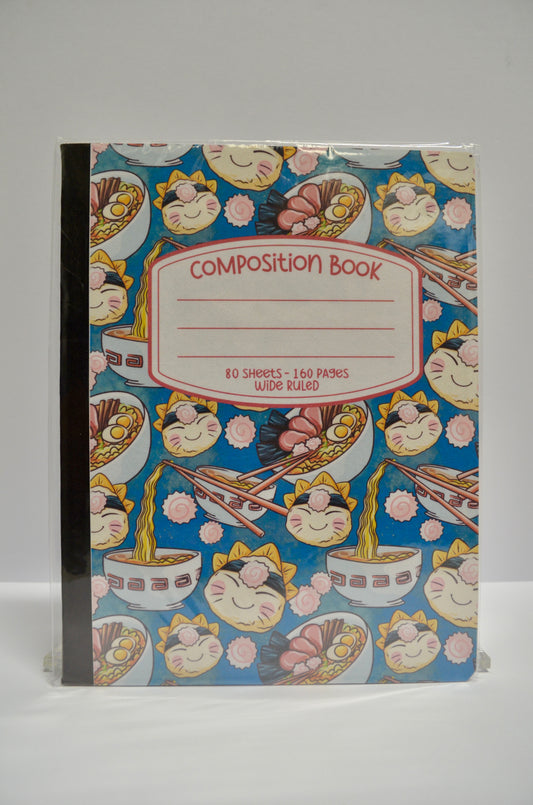 COMPOSITION BOOK
80 SHEETS - 160 PAGES
WIDE RULED